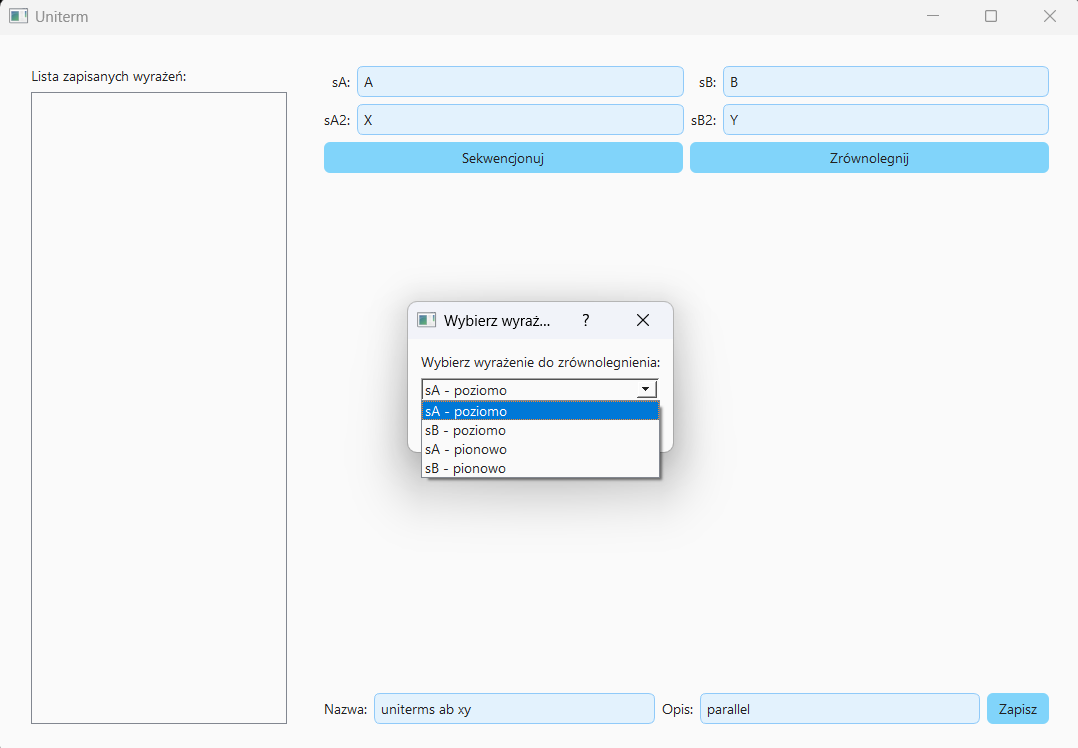 Uniterm
Lista zapisanych wyrażeń:
sA: A sB: B
sA2: X sB2: Y
Sekwencjonuj Zrównolegnij
Wybierz wyraż... ?
Wybierz wyrażenie do zrównolegnienia:
sA - poziomo
sA - poziomo
sB - poziomo
sA - pionowo
sB - pionowo
Nazwa: uniterms ab xy Opis: parallel Zapisz